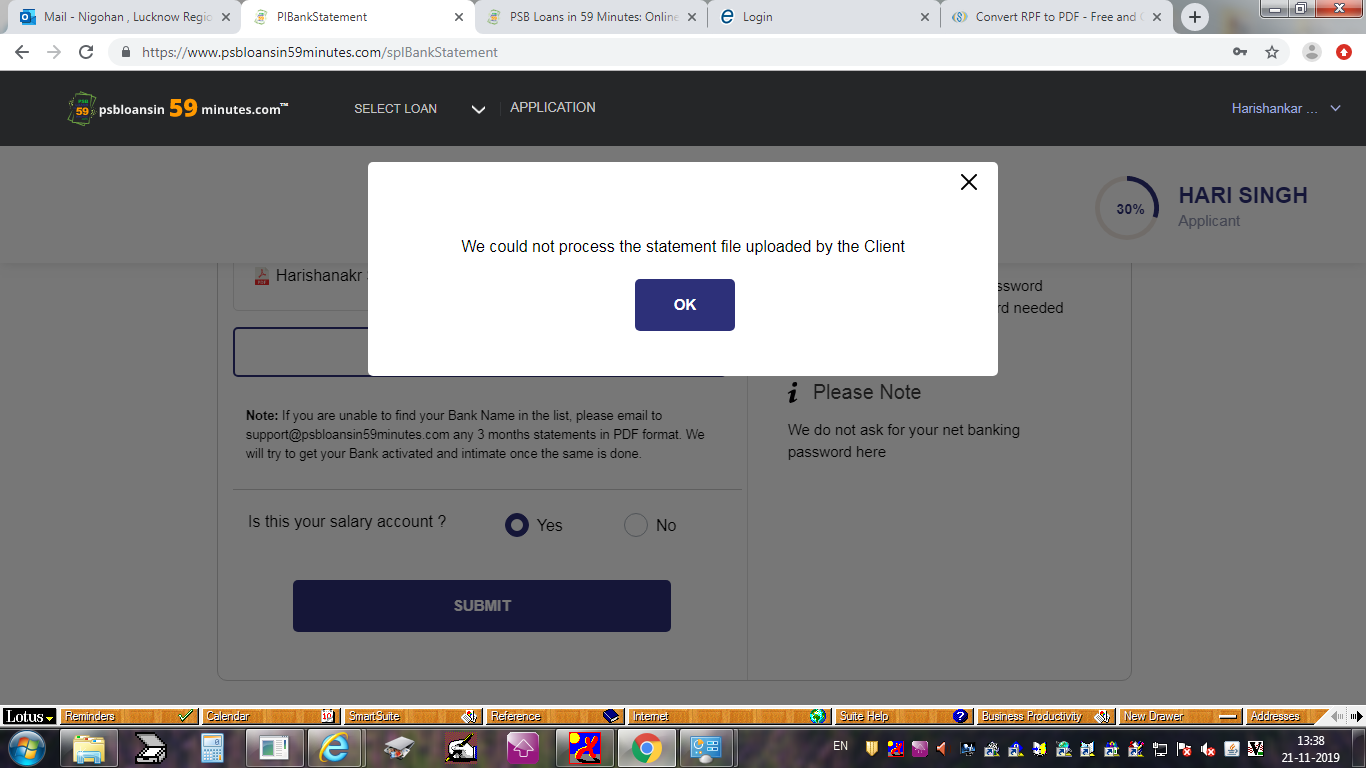 Mail - Nigohan , Lucknow Regio
PlBankStatement
PSB Loans in 59 Minutes: Online
Login
Convert RPF to PDF - Free and
https://www.psbloansin59minutes.com/splBankStatement
PSB 59 psbloansin 59 minutes.com™
SELECT LOAN
APPLICATION
Harishankar ...
30%
HARI SINGH
Applicant
We could not process the statement file uploaded by the Client
OK
Harishanakr
ssword
rd needed
Note: If you are unable to find your Bank Name in the list, please email to
support@psbloansin59minutes.com any 3 months statements in PDF format. We
will try to get your Bank activated and intimate once the same is done.
i Please Note
We do not ask for your net banking
password here
Is this your salary account ?
Yes
No
SUBMIT
Lotus
Reminders
Calendar
10
SmartSuite
Reference
Internet
Suite Help
Business Productivity
New Drawer
Addresses
EN
13:38
21-11-2019